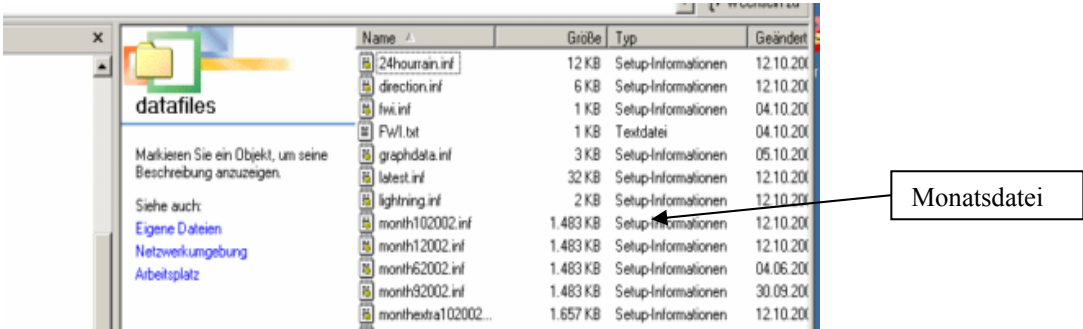 Wechseln zu
datafiles
Markieren Sie ein Objekt, um seine
Beschreibung anzuzeigen.
Siehe auch:
Eigene Dateien
Netzwerkumgebung
Arbeitsplatz
Name Größe Typ Geändert
24hourrain.inf 12 KB Setup-Informationen 12.10.200
direction.inf 6 KB Setup-Informationen 12.10.200
fwi.inf 1 KB Setup-Informationen 04.10.200
FWI.txt 1 KB Textdatei 04.10.200
graphdata.inf 3 KB Setup-Informationen 05.10.200
latest.inf 32 KB Setup-Informationen 12.10.200
lightning.inf 2 KB Setup-Informationen 12.10.200
month102002.inf 1.483 KB Setup-Informationen 12.10.200
month12002.inf 1.483 KB Setup-Informationen 12.10.200
month62002.inf 1.483 KB Setup-Informationen 04.06.200
month92002.inf 1.483 KB Setup-Informationen 30.09.200
monthextra102002... 1.657 KB Setup-Informationen 12.10.200
Monatsdatei